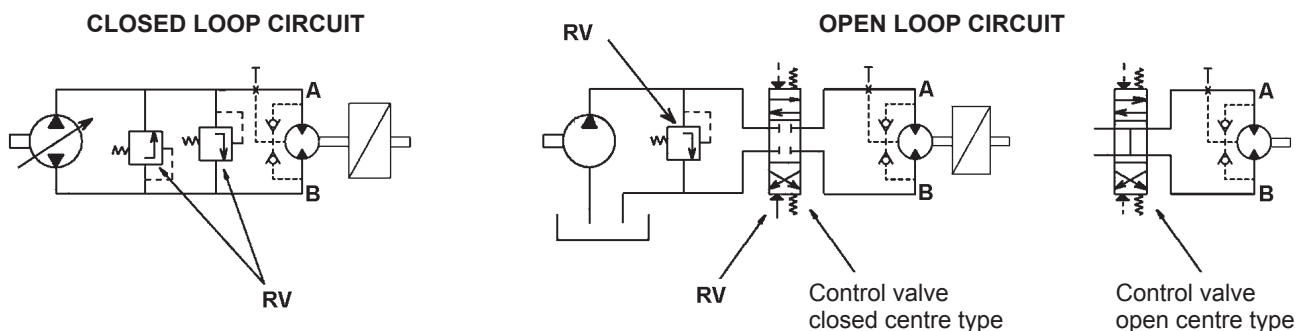 CLOSED LOOP CIRCUIT
OPEN LOOP CIRCUIT
RV
A
B
RV
A
B
RV
Control valve
closed centre type
A
B
Control valve
open centre type